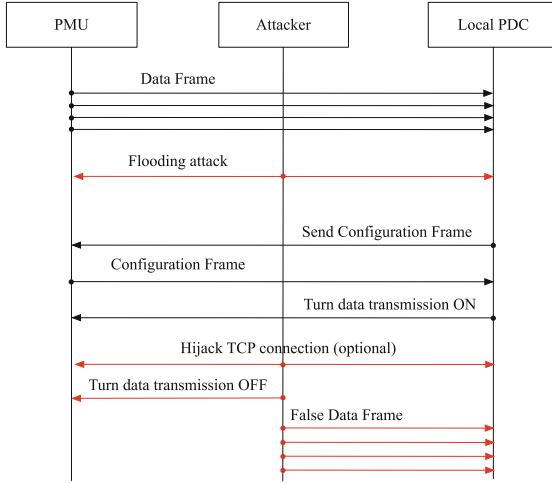 PMU
Attacker
Local PDC
Data Frame
Flooding attack
Send Configuration Frame
Configuration Frame
Turn data transmission ON
Hijack TCP connection (optional)
Turn data transmission OFF
False Data Frame